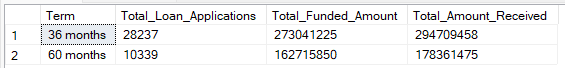 Term Total_Loan_Applications Total_Funded_Amount Total_Amount_Received
1 36 months 28237 273041225 294709458
2 60 months 10339 162715850 178361475